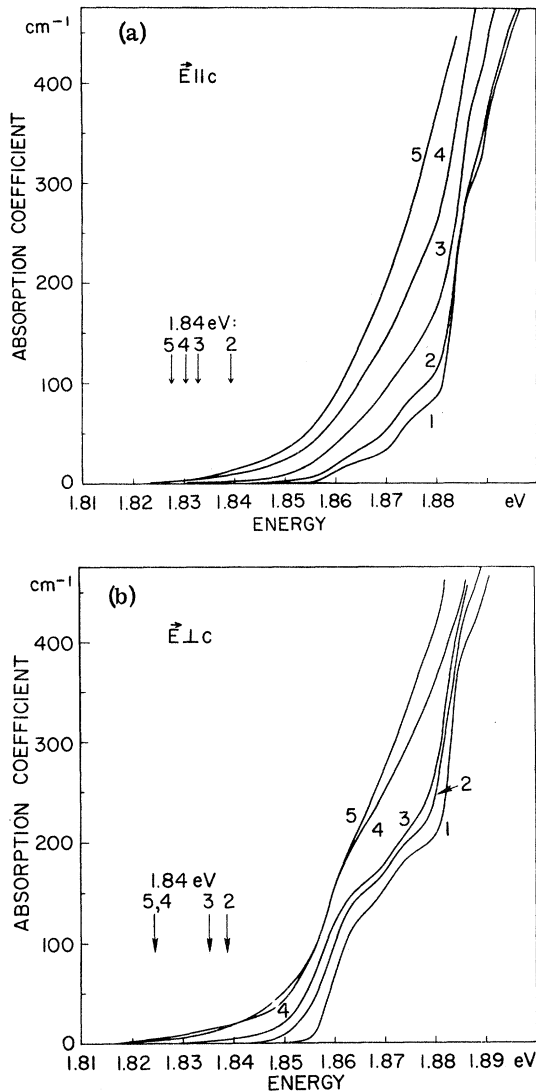 (a)
cm⁻¹
E⃗ ∥ c
400
5 4
300
3
200
1.84 eV:
5 4 3 2
2
100
1
0
1.81 1.82 1.83 1.84 1.85 1.86 1.87 1.88 eV
ENERGY
ABSORPTION COEFFICIENT
(b)
cm⁻¹
E⃗ ⊥ c
400
300
2
5
4 3
1
200
1.84 eV
5,4 3 2
100
4
0
1.81 1.82 1.83 1.84 1.85 1.86 1.87 1.88 1.89 eV
ENERGY
ABSORPTION COEFFICIENT